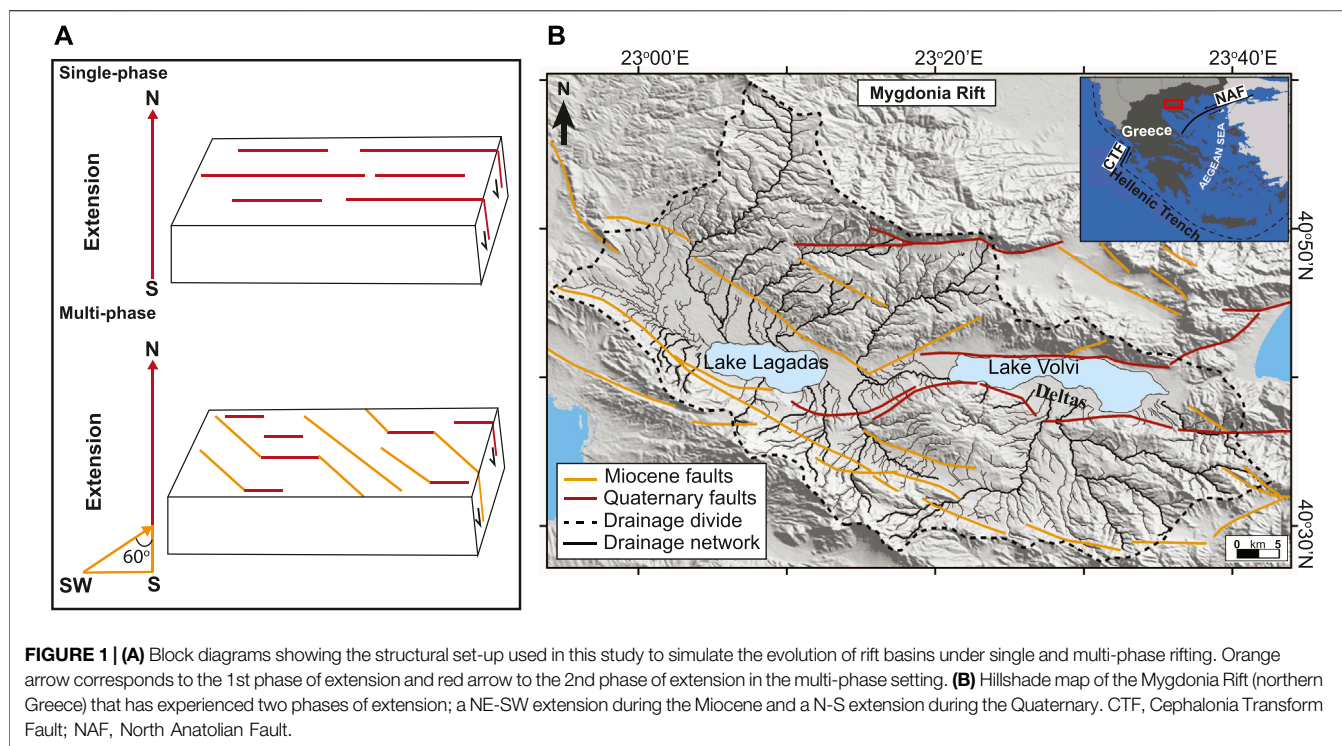 A
Single-phase
N
Extension
S
Multi-phase
N
Extension
60°
SW
S
B
23°00'E
23°20'
23°40'
N
Mygdonia Rift
NAF
Greece
AEGEAN SEA
CTF
Hellenic Trench
40°50'N
Lake Lagadas
Lake Volvi
Deltas
Miocene faults
Quaternary faults
Drainage divide
Drainage network
0 km 5
40°30'N
FIGURE 1 | (A) Block diagrams showing the structural set-up used in this study to simulate the evolution of rift basins under single and multi-phase rifting. Orange
arrow corresponds to the 1st phase of extension and red arrow to the 2nd phase of extension in the multi-phase setting. (B) Hillshade map of the Mygdonia Rift (northern
Greece) that has experienced two phases of extension; a NE-SW extension during the Miocene and a N-S extension during the Quaternary. CTF, Cephalonia Transform
Fault; NAF, North Anatolian Fault.